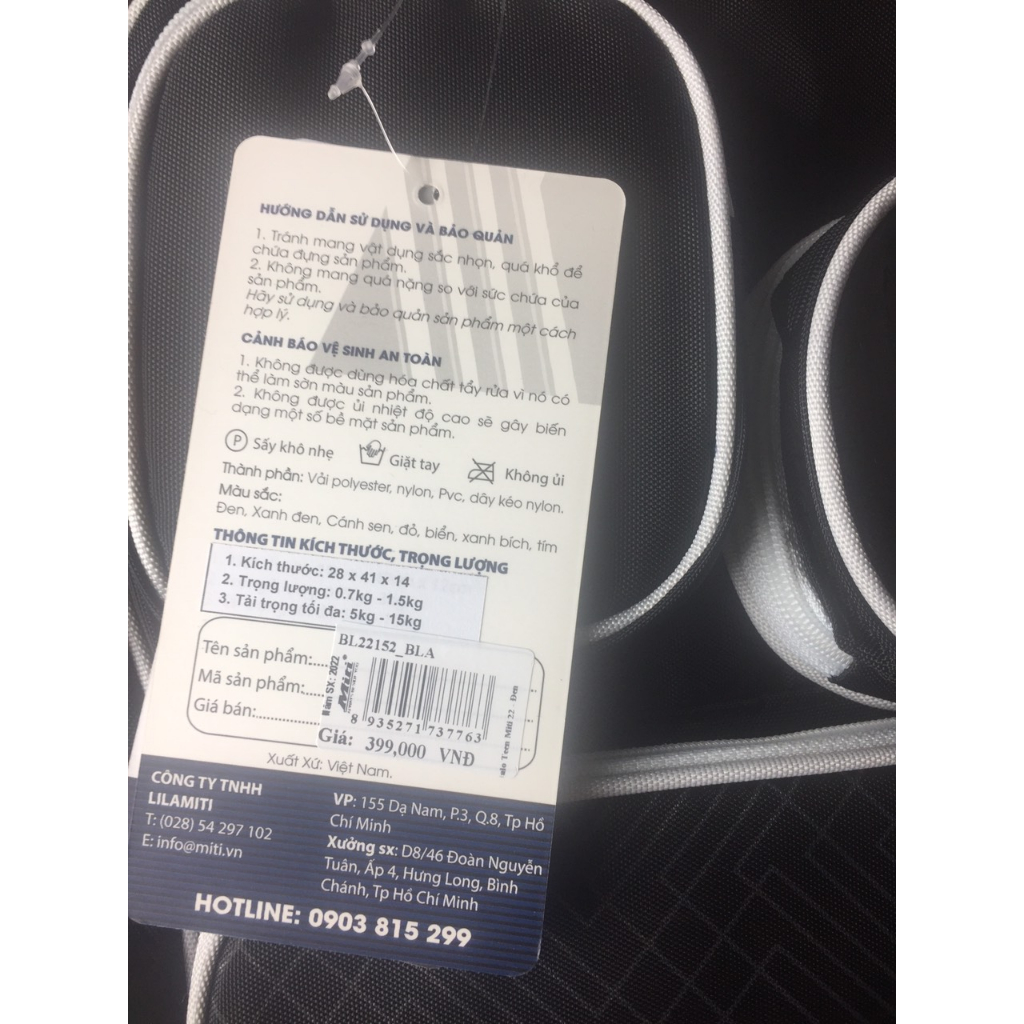 HƯỚNG DẪN SỬ DỤNG VÀ BẢO QUẢN
1. Tránh mang vật dụng sắc nhọn, quá khổ để
chứa đựng sản phẩm.
2. Không mang quá nặng so với sức chứa của
sản phẩm.
Hãy sử dụng và bảo quản sản phẩm một cách
hợp lý.
CẢNH BÁO VỆ SINH AN TOÀN
1. Không được dùng hóa chất tẩy rửa vì nó có
thể làm sờn màu sản phẩm.
2. Không được ủi nhiệt độ cao sẽ gây biến
dạng một số bề mặt sản phẩm.
P Sấy khô nhẹ Giặt tay Không ủi
Thành phần: Vải polyester, nylon, Pvc, dây kéo nylon.
Màu sắc:
Đen, Xanh đen, Cánh sen, đỏ, biển, xanh bích, tím
THÔNG TIN KÍCH THƯỚC, TRỌNG LƯỢNG
1. Kích thước: 28 x 41 x 14
2. Trọng lượng: 0.7kg - 1.5kg
3. Tải trọng tối đa: 5kg - 15kg
Tên sản phẩm:....
Mã sản phẩm:....
Giá bán:............
BL22152_BLA
Năm SX: 2022
Miti
8 935271 737763
Giá: 399,000 VNĐ
Teen Miti 22 . Đen
Xuất Xứ: Việt Nam.
CÔNG TY TNHH
LILAMITI
T: (028) 54 297 102
E: info@miti.vn
VP: 155 Dạ Nam, P.3, Q.8, Tp Hồ
Chí Minh
Xưởng sx: D8/46 Đoàn Nguyễn
Tuân, Ấp 4, Hưng Long, Bình
Chánh, Tp Hồ Chí Minh
HOTLINE: 0903 815 299